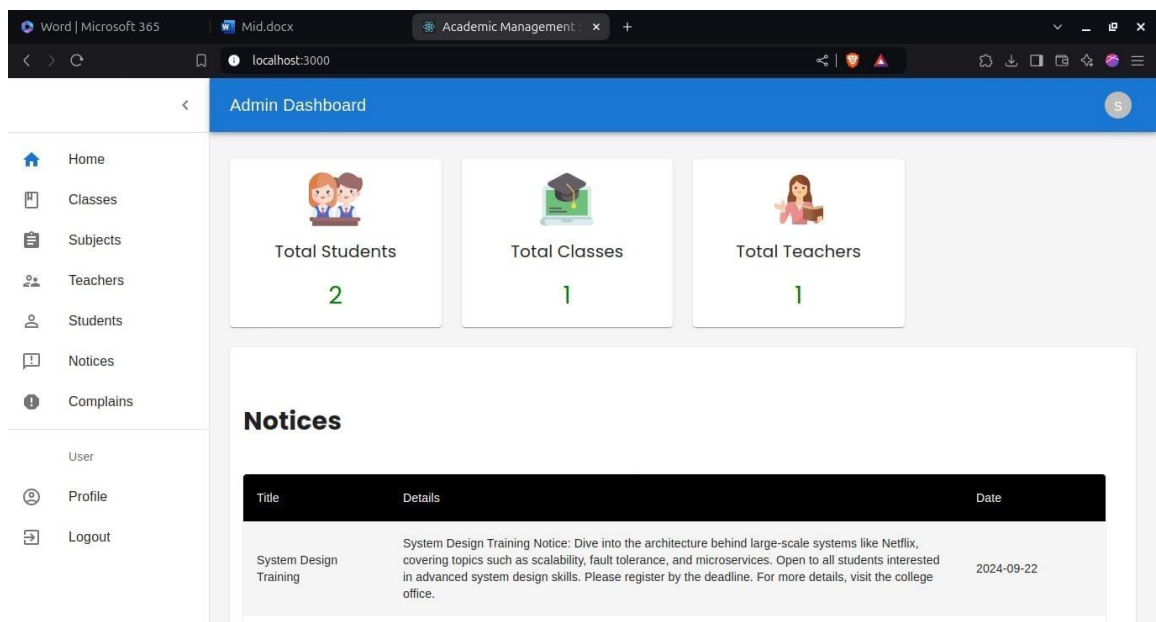 Word | Microsoft 365
Mid.docx
Academic Management S
localhost:3000
Admin Dashboard
S
Home
Classes
Subjects
Teachers
Students
Notices
Complains
User
Profile
Logout
Total Students
2
Total Classes
1
Total Teachers
1
Notices
Title Details Date
System Design Training Notice: Dive into the architecture behind large-scale systems like Netflix,
System Design covering topics such as scalability, fault tolerance, and microservices. Open to all students interested
Training in advanced system design skills. Please register by the deadline. For more details, visit the college 2024-09-22
office.